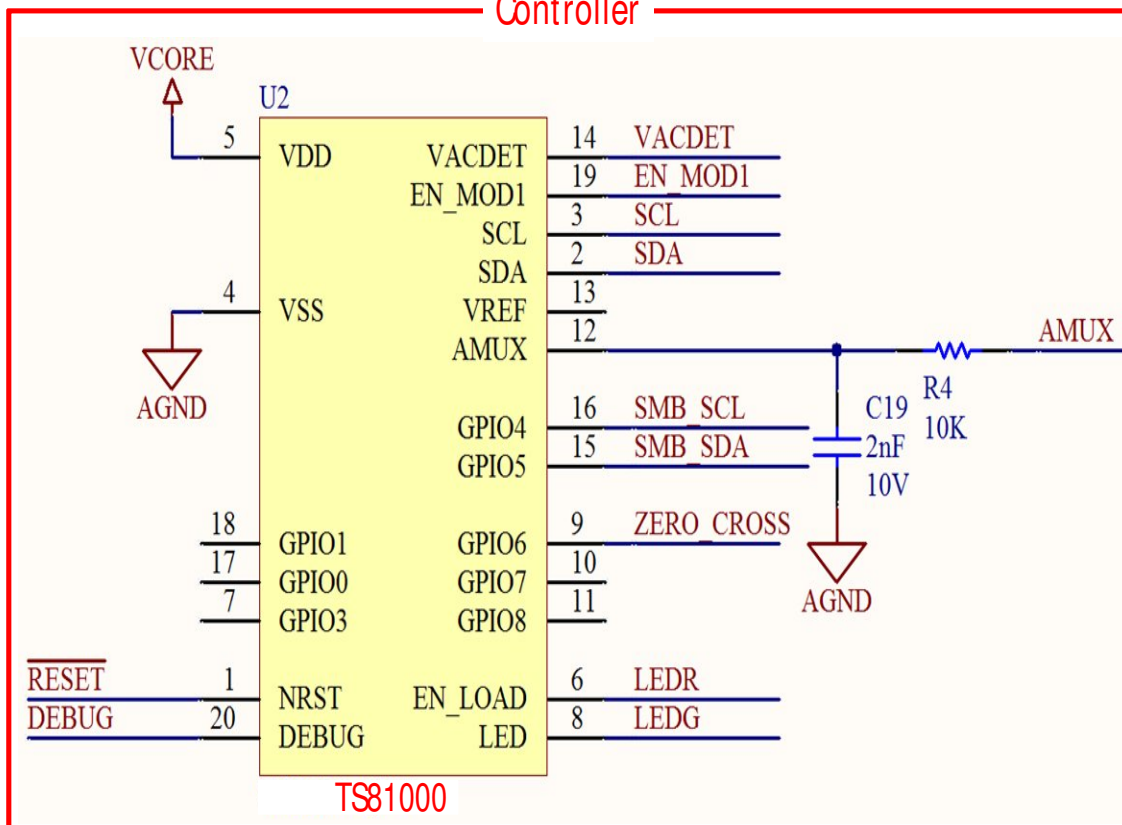 Controller
VCORE
U2
5 VDD VACDET 14 VACDET
EN_MOD1 19 EN_MOD1
SCL 3 SCL
SDA 2 SDA
4 VSS VREF 13
AMUX 12 AMUX
AGND
R4
10K
C19
2nF
10V
GPIO4 16 SMB_SCL
GPIO5 15 SMB_SDA
18 GPIO1 GPIO6 9 ZERO_CROSS
17 GPIO0 GPIO7 10
7 GPIO3 GPIO8 11
AGND
RESET 1 NRST EN_LOAD 6 LEDR
DEBUG 20 DEBUG LED 8 LEDG
TS81000